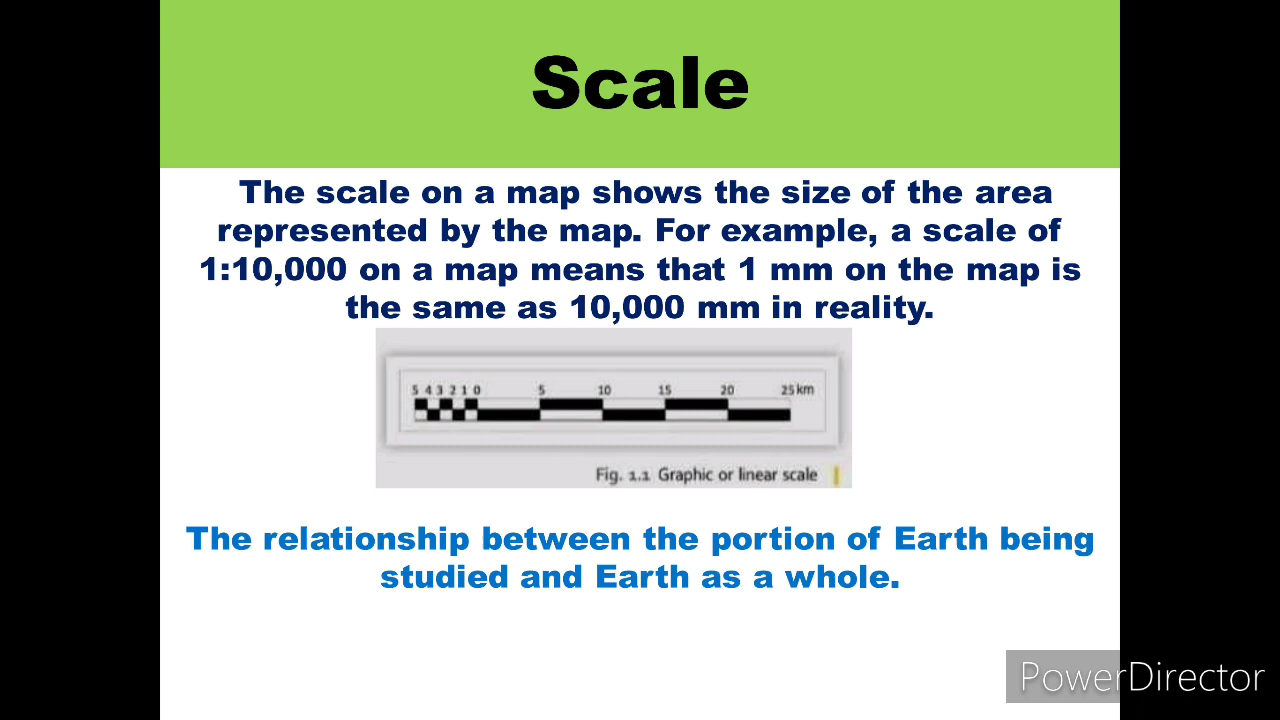 Scale
The scale on a map shows the size of the area
represented by the map. For example, a scale of
1:10,000 on a map means that 1 mm on the map is
the same as 10,000 mm in reality.
5 4 3 2 1 0 5 10 15 20 25 km
Fig. 1.1 Graphic or linear scale
The relationship between the portion of Earth being
studied and Earth as a whole.
PowerDirector